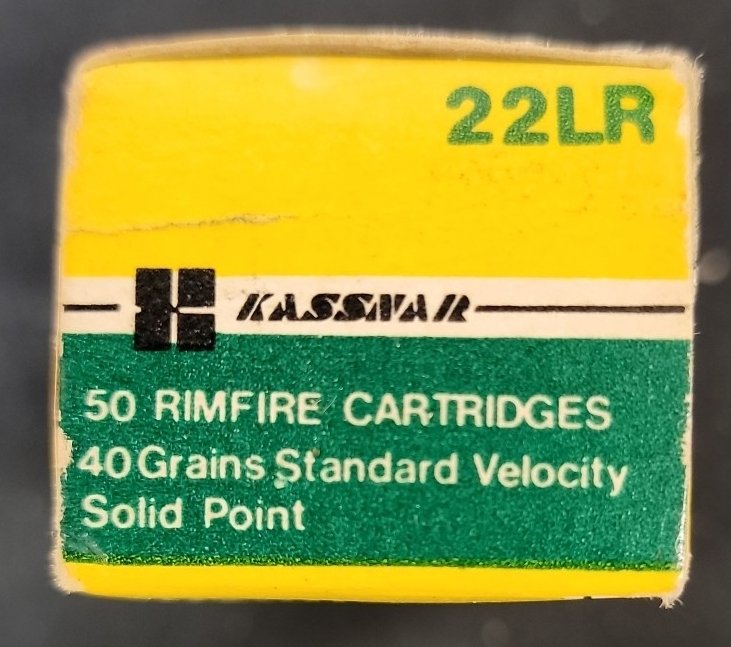 22LR
KASSNAR
50 RIMFIRE CARTRIDGES
40 Grains Standard Velocity
Solid Point